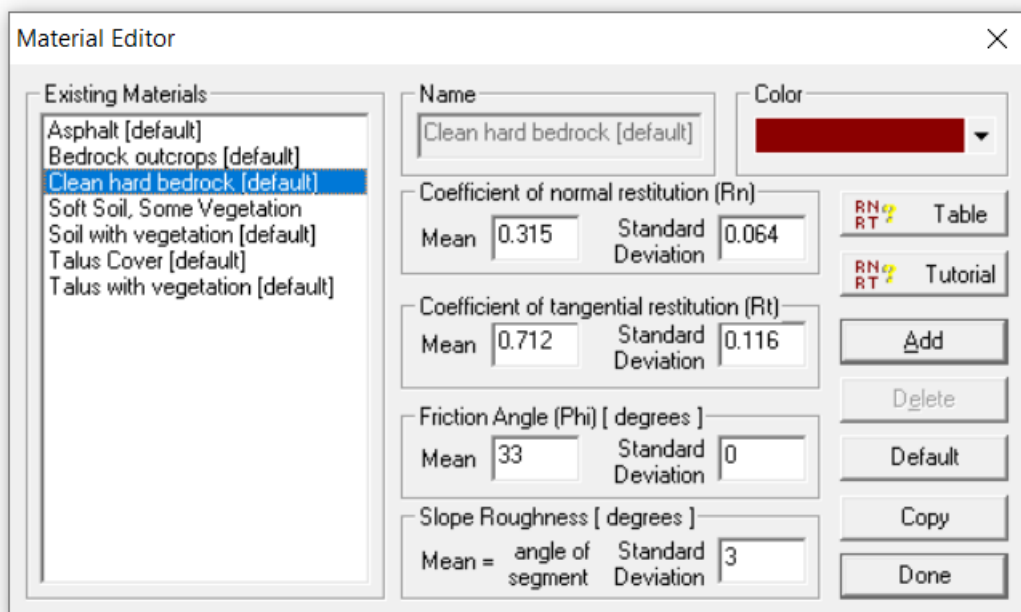 Material Editor
Existing Materials
Asphalt [default]
Bedrock outcrops [default]
Clean hard bedrock [default]
Soft Soil, Some Vegetation
Soil with vegetation [default]
Talus Cover [default]
Talus with vegetation [default]
Name
Clean hard bedrock [default]
Color
Coefficient of normal restitution (Rn)
Mean 0.315 Standard Deviation 0.064
Coefficient of tangential restitution (Rt)
Mean 0.712 Standard Deviation 0.116
Friction Angle (Phi) [ degrees ]
Mean 33 Standard Deviation 0
Slope Roughness [ degrees ]
Mean = angle of segment Standard Deviation 3
RN RT ? Table
RN RT ? Tutorial
Add
Delete
Default
Copy
Done